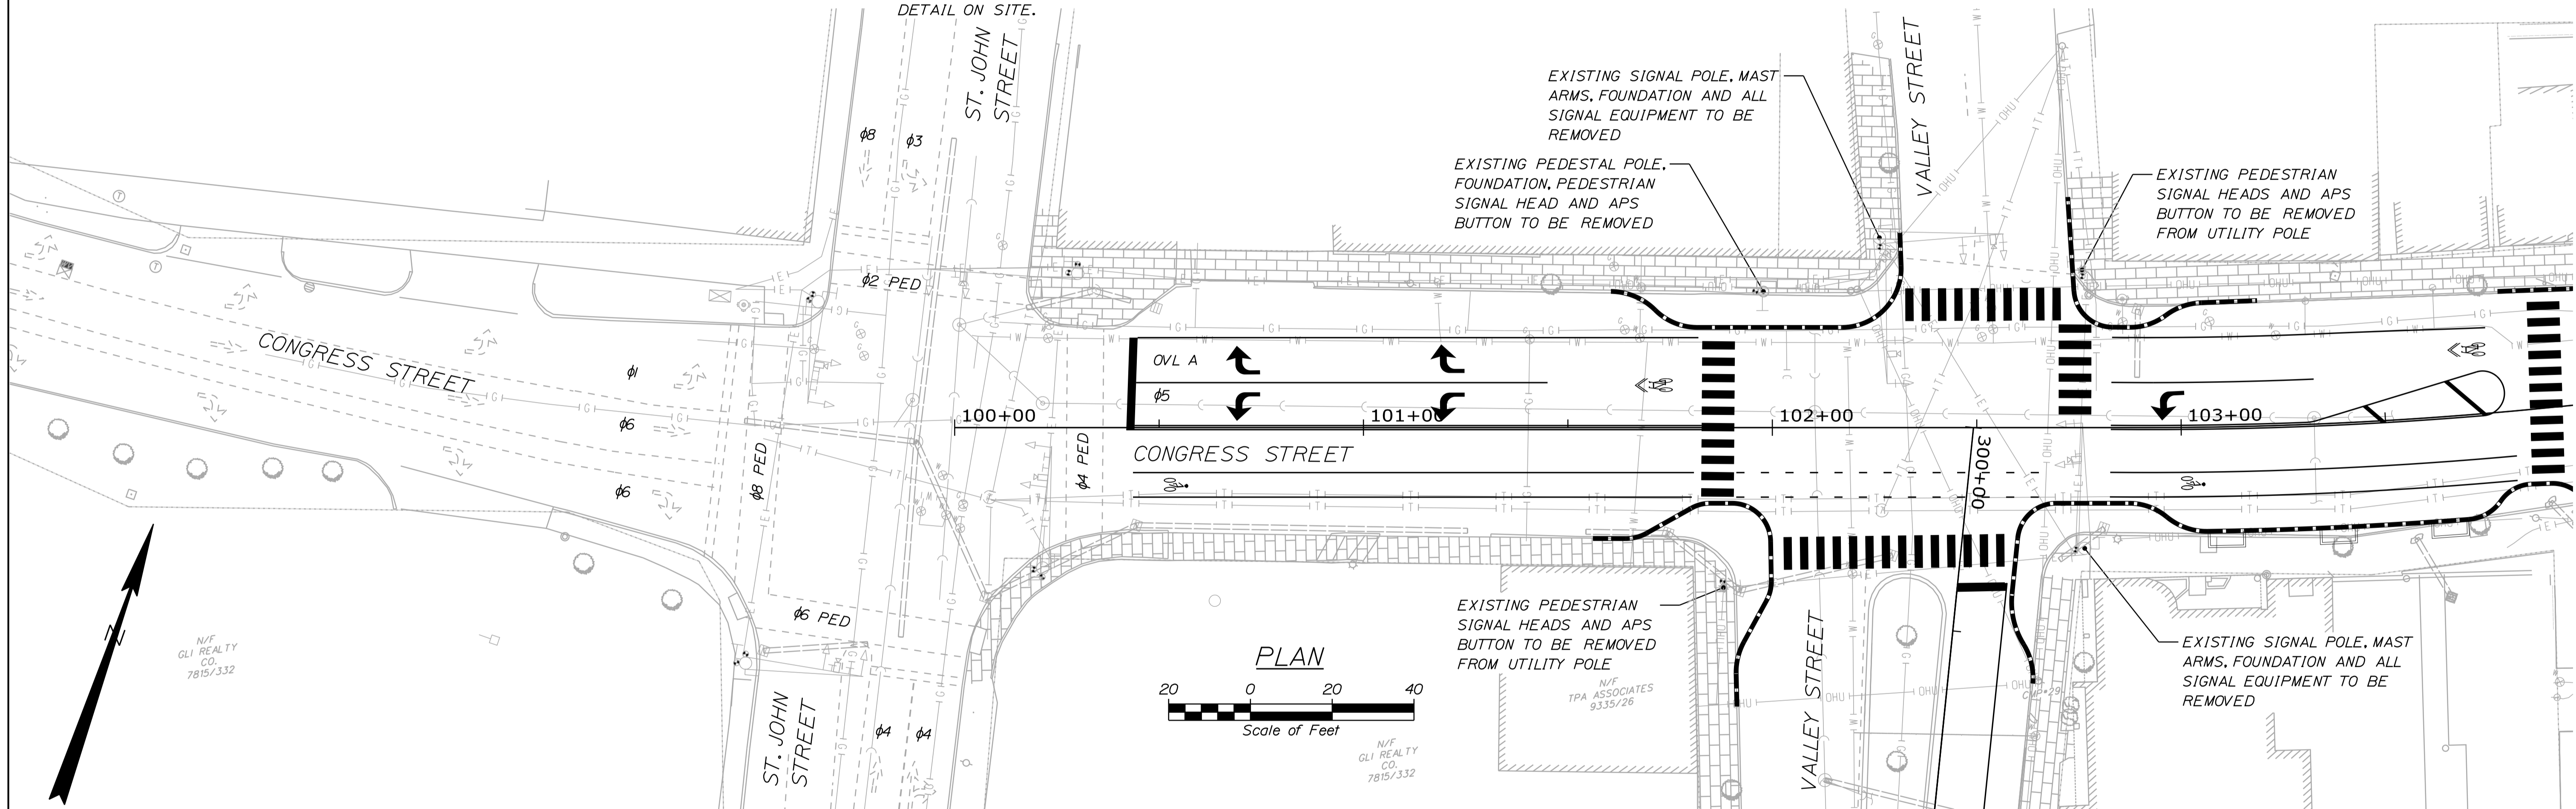 DETAIL ON SITE.
ST. JOHN
STREET
VALLEY STREET
EXISTING SIGNAL POLE, MAST
ARMS, FOUNDATION AND ALL
SIGNAL EQUIPMENT TO BE
REMOVED
EXISTING PEDESTAL POLE,
FOUNDATION, PEDESTRIAN
SIGNAL HEAD AND APS
BUTTON TO BE REMOVED
EXISTING PEDESTRIAN
SIGNAL HEADS AND APS
BUTTON TO BE REMOVED
FROM UTILITY POLE
ϕ8
ϕ3
ϕ2 PED
CONGRESS STREET
ϕ1
ϕ6
ϕ6
ϕ8 PED
ϕ4 PED
OVL A
ϕ5
100+00
101+00
102+00
103+00
300+00
CONGRESS STREET
ϕ6 PED
N
N/F
GLI REALTY
CO.
7815/332
ST. JOHN
STREET
ϕ4
ϕ4
PLAN
20 0 20 40
Scale of Feet
N/F
GLI REALTY
CO.
7815/332
EXISTING PEDESTRIAN
SIGNAL HEADS AND APS
BUTTON TO BE REMOVED
FROM UTILITY POLE
N/F
TPA ASSOCIATES
9335/26
VALLEY STREET
CMP#29
EXISTING SIGNAL POLE, MAST
ARMS, FOUNDATION AND ALL
SIGNAL EQUIPMENT TO BE
REMOVED